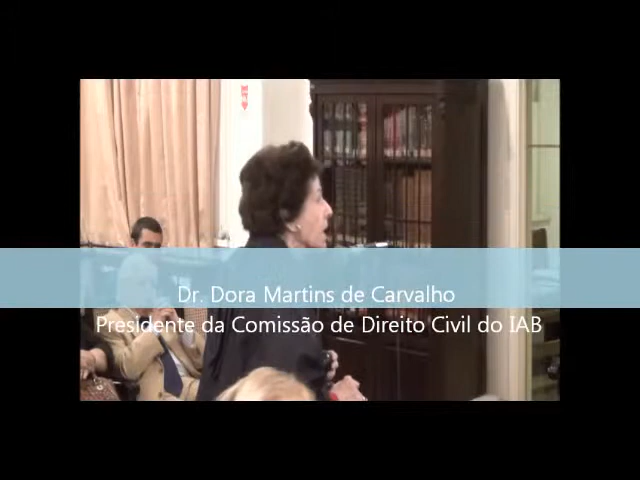 Dr. Dora Martins de Carvalho
Presidente da Comissão de Direito Civil do IAB